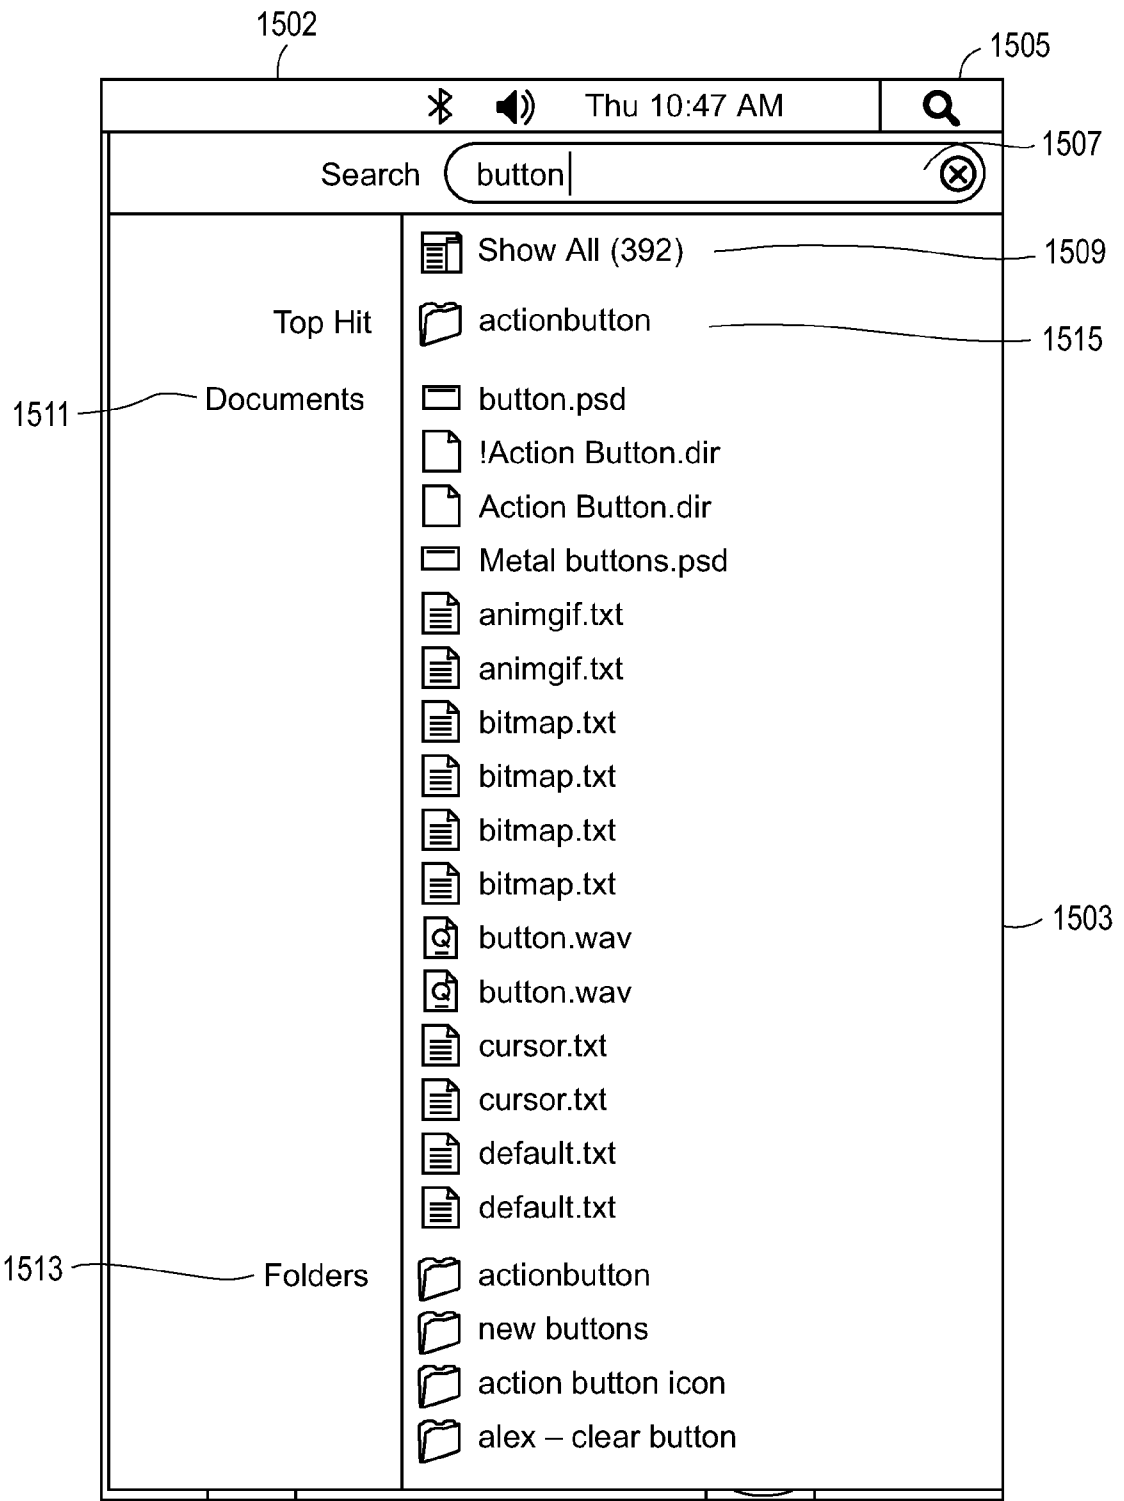 1502
1505
Thu 10:47 AM
1507
Search button
Show All (392)
1509
Top Hit actionbutton
1515
1511
Documents button.psd
!Action Button.dir
Action Button.dir
Metal buttons.psd
animgif.txt
animgif.txt
bitmap.txt
bitmap.txt
bitmap.txt
bitmap.txt
1503
button.wav
button.wav
cursor.txt
cursor.txt
default.txt
default.txt
1513
Folders actionbutton
new buttons
action button icon
alex – clear button